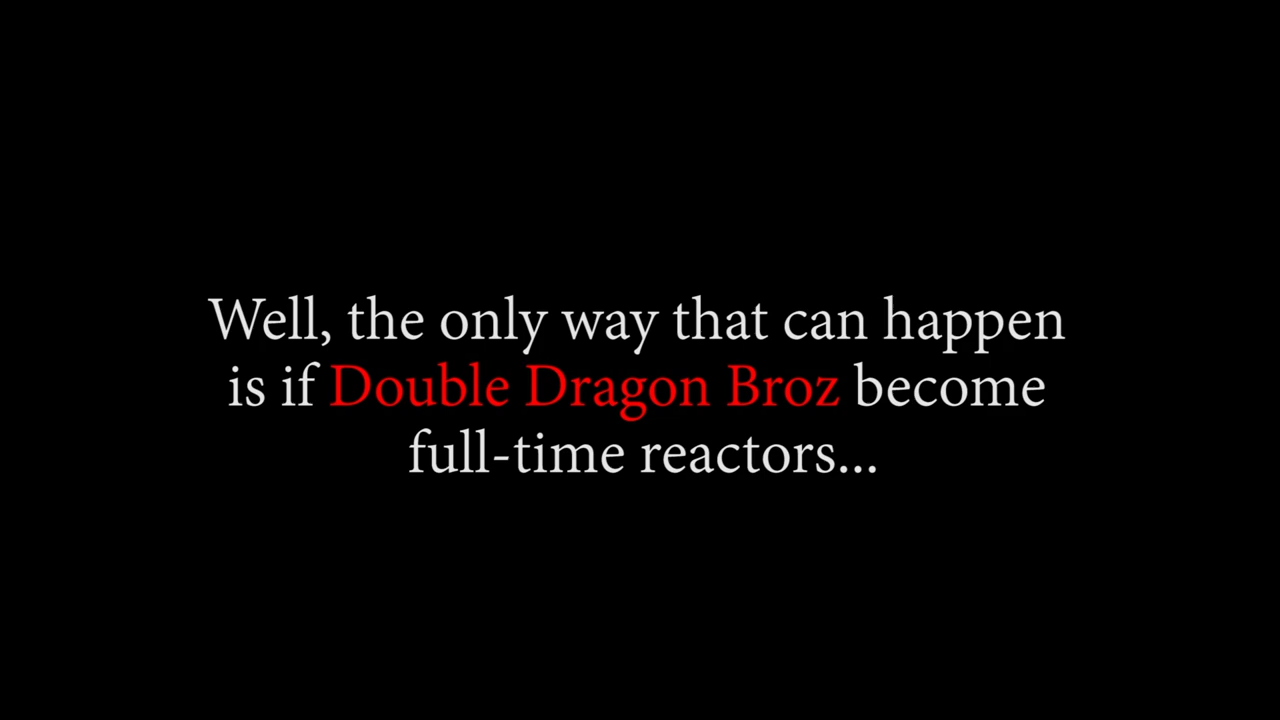 Well, the only way that can happen
is if Double Dragon Broz become
full-time reactors...